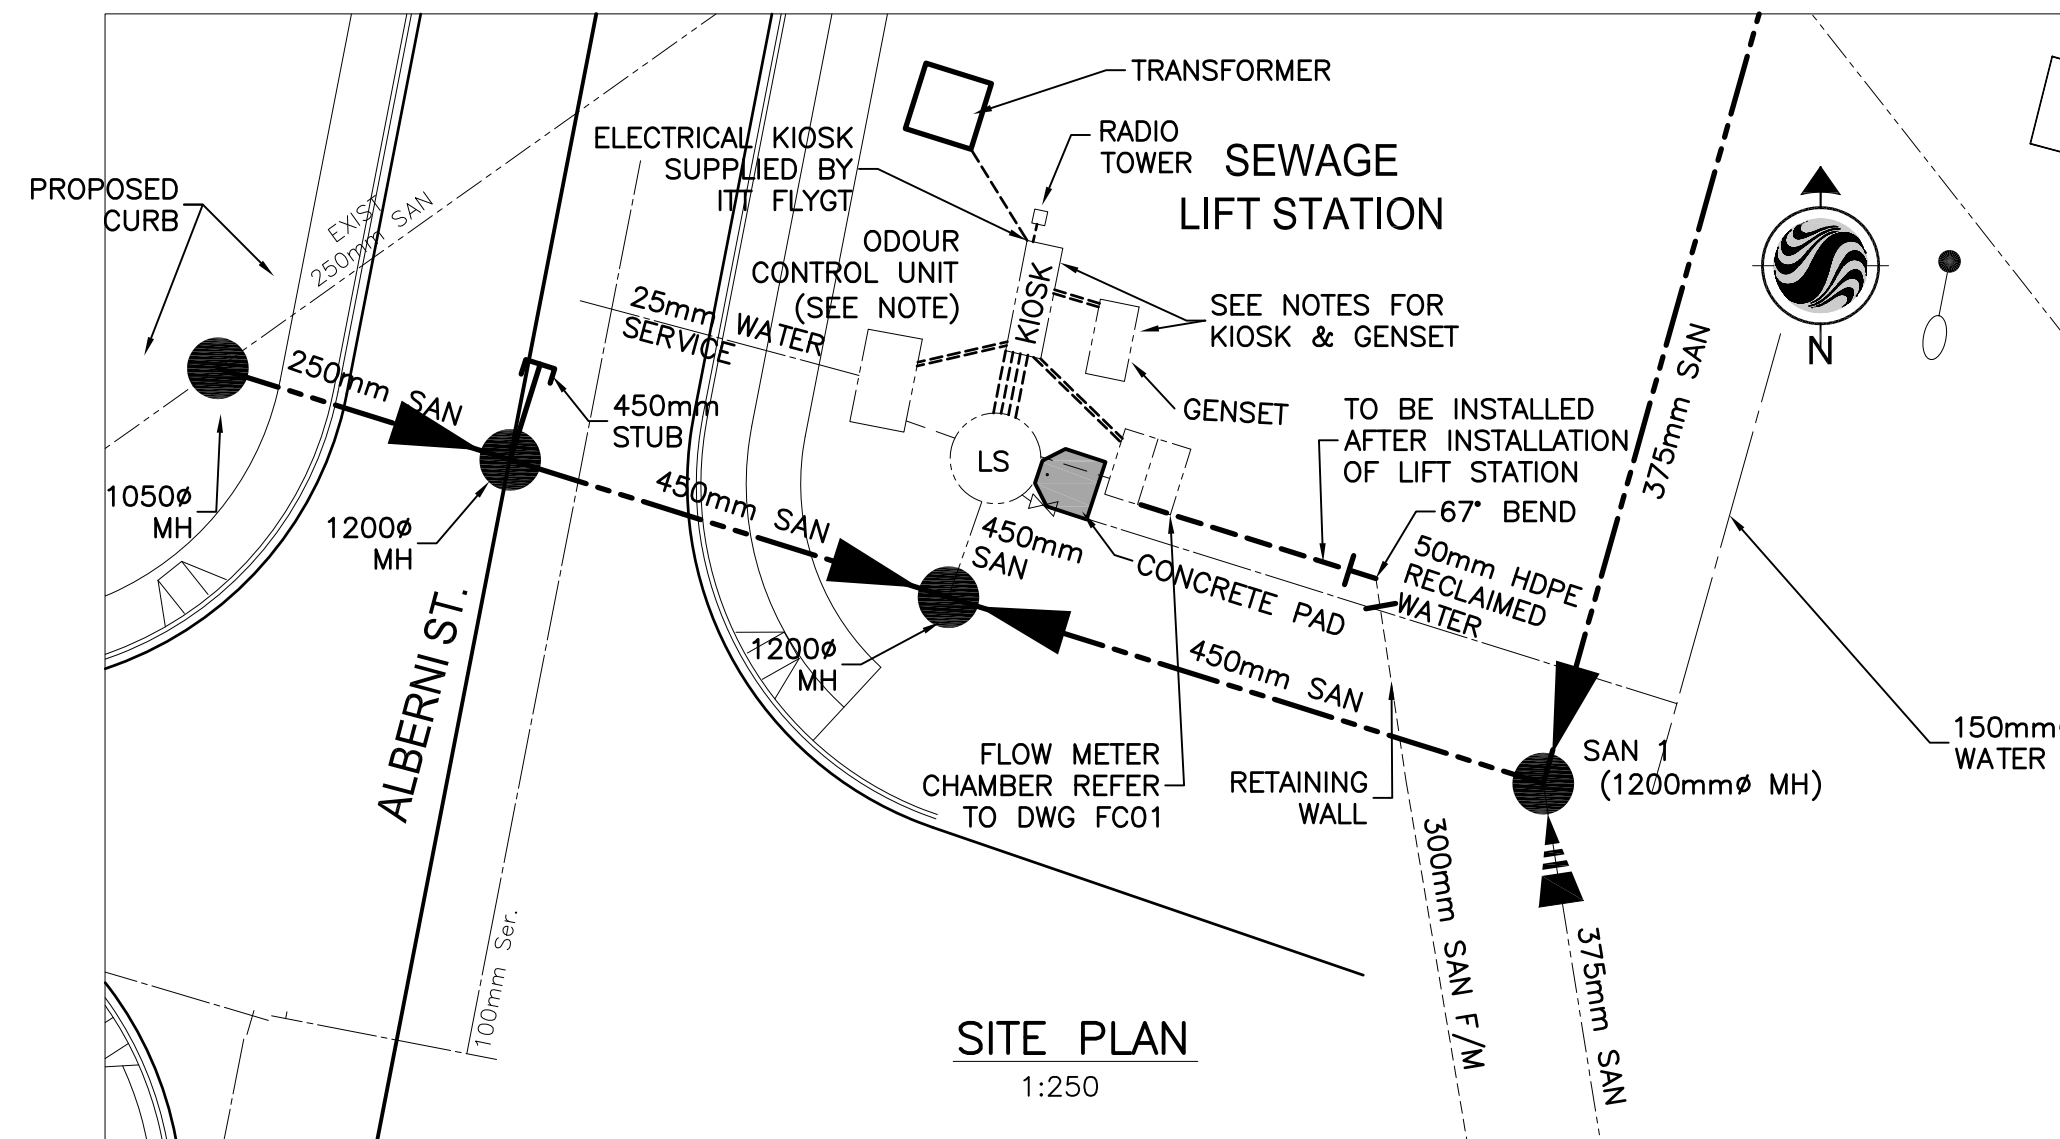 TRANSFORMER
RADIO
TOWER
SEWAGE
LIFT STATION
ELECTRICAL KIOSK
SUPPLIED BY
ITT FLYGT
PROPOSED
CURB
EXIST
250mm SAN
ODOUR
CONTROL UNIT
(SEE NOTE)
KIOSK
SEE NOTES FOR
KIOSK & GENSET
N
25mm WATER
SERVICE
375mm SAN
250mm SAN
450mm
STUB
GENSET
TO BE INSTALLED
AFTER INSTALLATION
OF LIFT STATION
LS
1050ø
MH
1200ø
MH
450mm SAN
67° BEND
450mm
SAN
CONCRETE PAD
50mm HDPE
RECLAIMED
WATER
ALBERNI ST.
1200ø
MH
450mm SAN
FLOW METER
CHAMBER REFER
TO DWG FC01
RETAINING
WALL
SAN 1
(1200mmø MH)
150mmø
WATER
300mm SAN F/M
375mm SAN
100mm Ser.
SITE PLAN
1:250